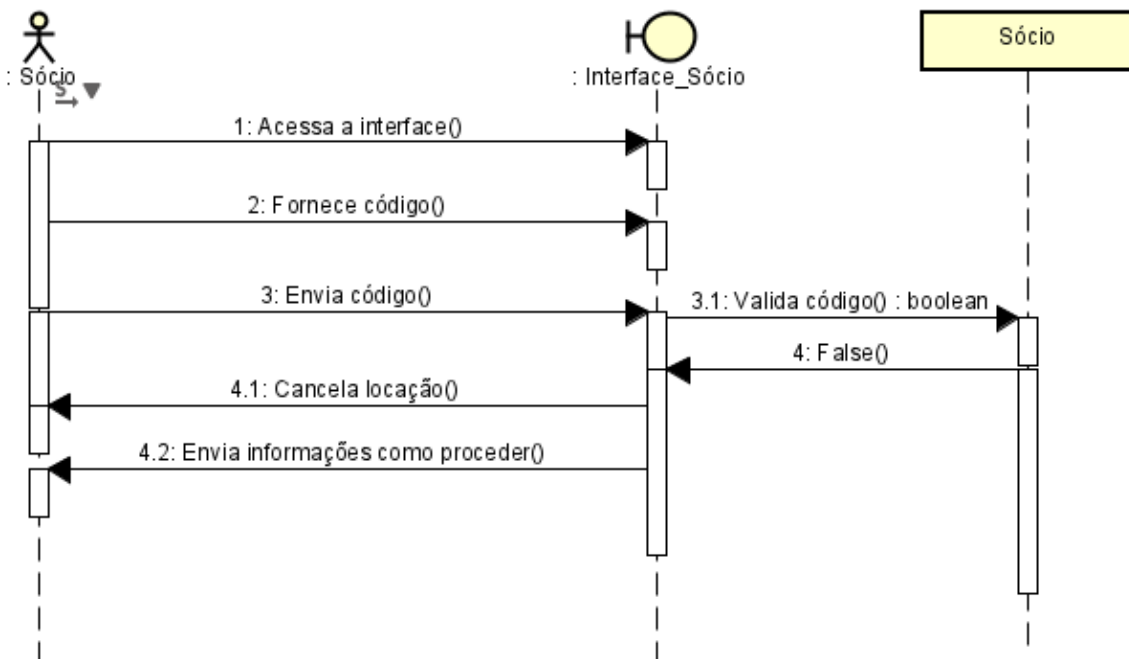 : Sócio
S
: Interface_Sócio
Sócio
1: Acessa a interface()
2: Fornece código()
3: Envia código()
3.1: Valida código() : boolean
4: False()
4.1: Cancela locação()
4.2: Envia informações como proceder()